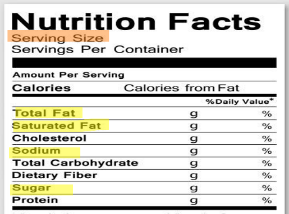 Nutrition Facts
Serving Size
Servings Per Container
Amount Per Serving
Calories Calories from Fat
%Daily Value*
Total Fat g %
Saturated Fat g %
Cholesterol g %
Sodium g %
Total Carbohydrate g %
Dietary Fiber g %
Sugar g %
Protein g %